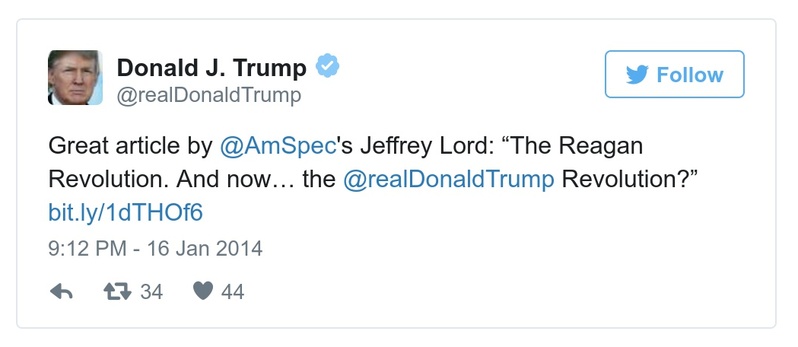 Donald J. Trump
Follow
@realDonaldTrump
Great article by @AmSpec's Jeffrey Lord: “The Reagan
Revolution. And now… the @realDonaldTrump Revolution?”
bit.ly/1dTHOf6
9:12 PM - 16 Jan 2014
34 44